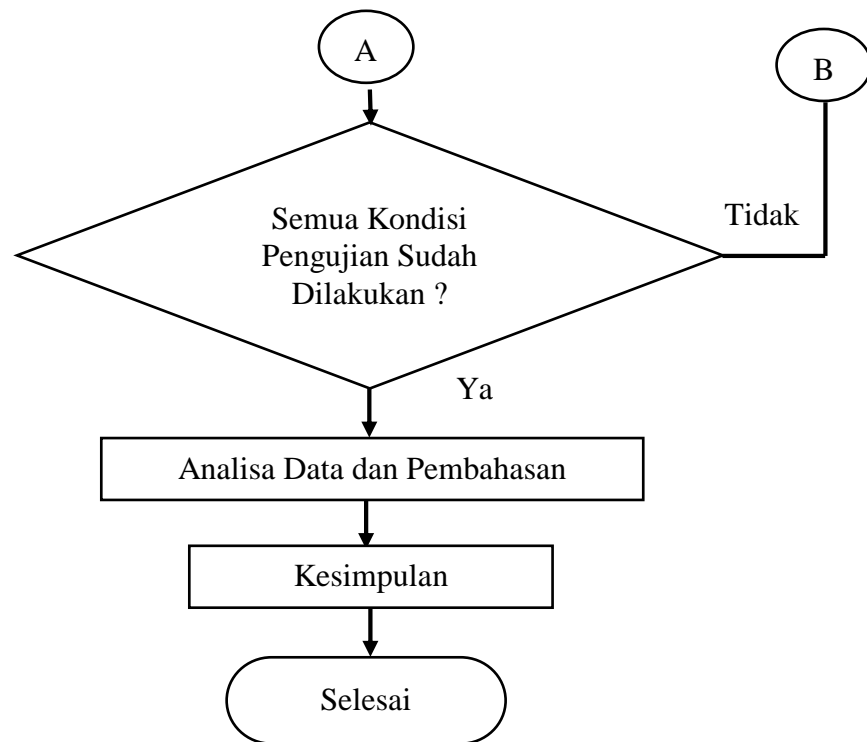 A
B
Semua Kondisi
Pengujian Sudah
Dilakukan ?
Tidak
Ya
Analisa Data dan Pembahasan
Kesimpulan
Selesai